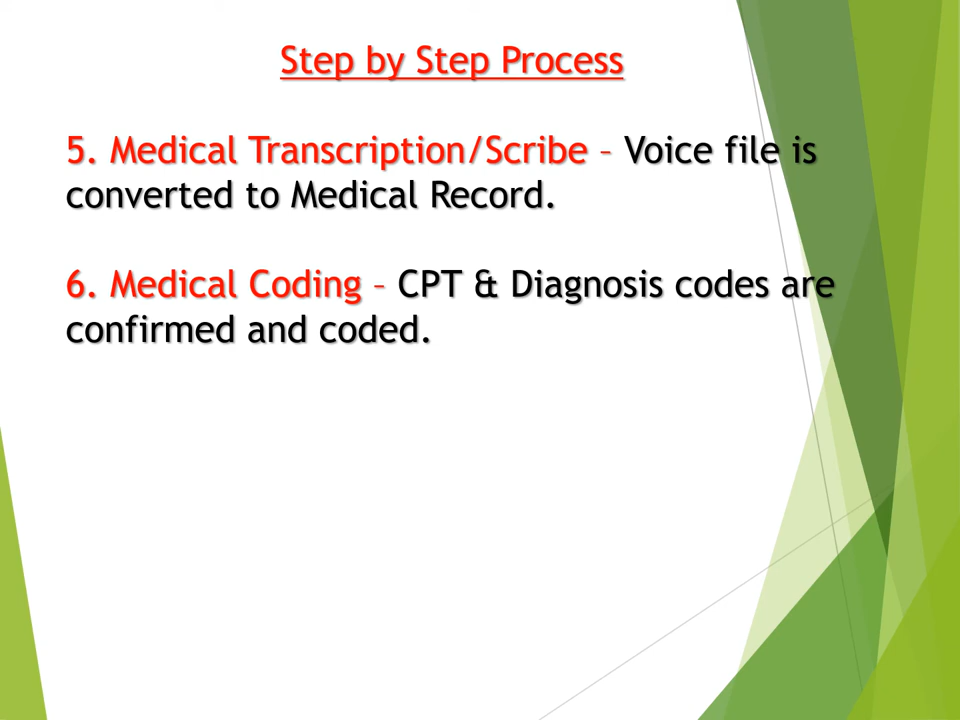 Step by Step Process
5. Medical Transcription/Scribe – Voice file is
converted to Medical Record.
6. Medical Coding – CPT & Diagnosis codes are
confirmed and coded.